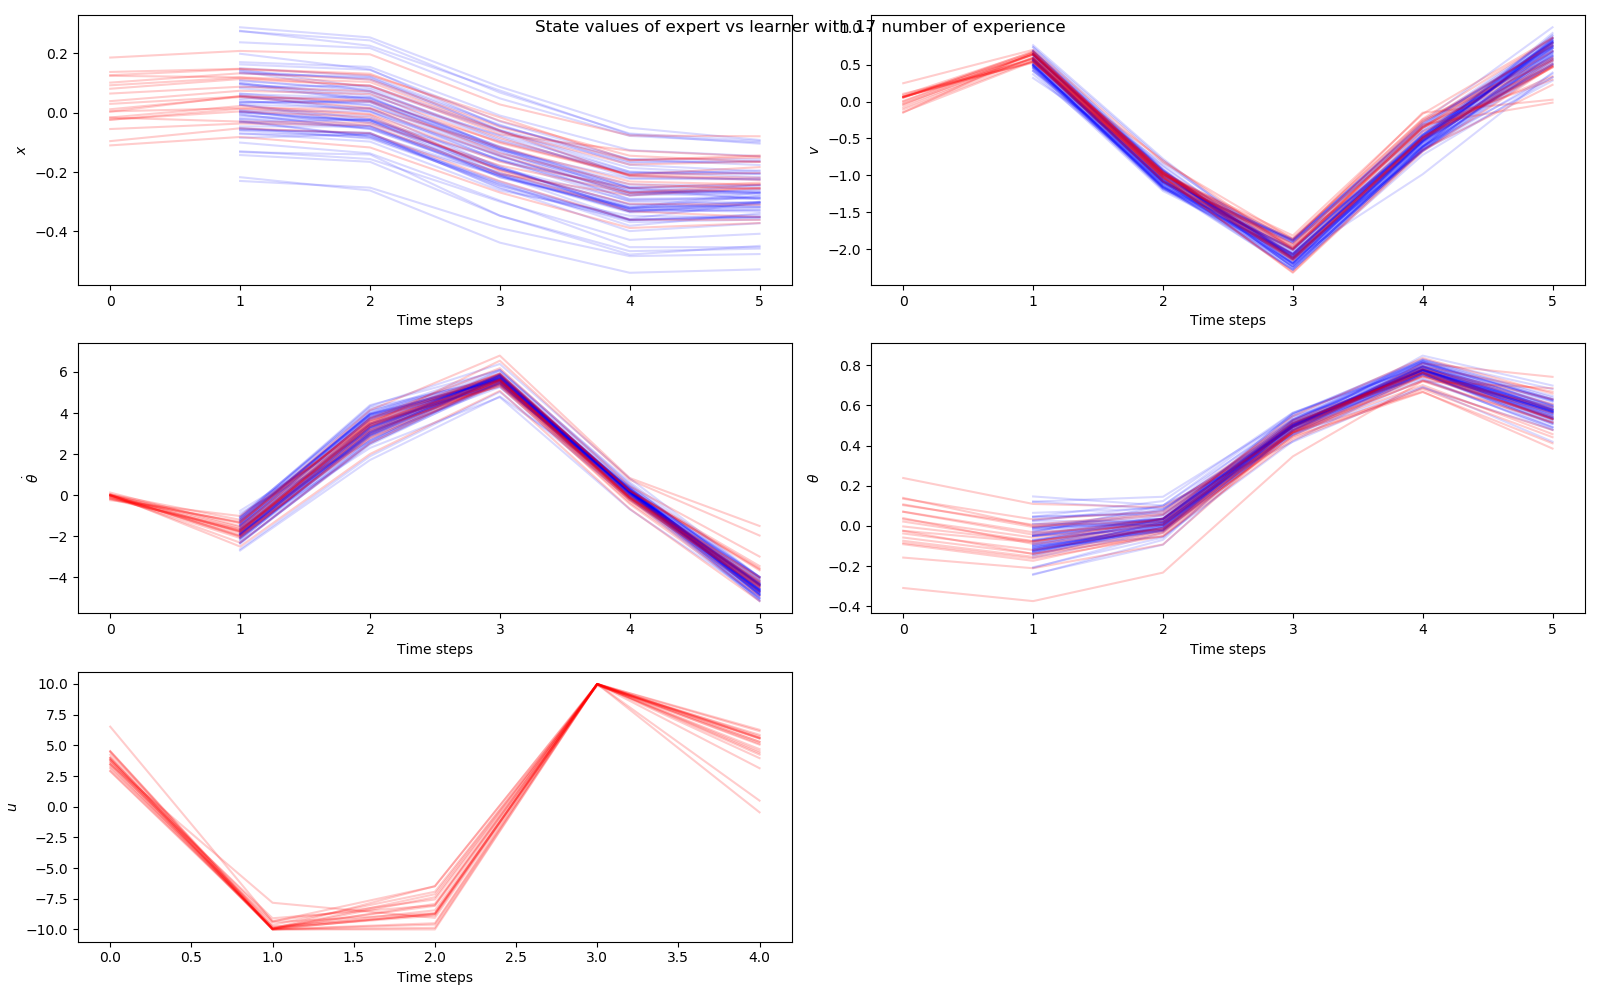 State values of expert vs learner with 17 number of experience
0.2
0.0
−0.2
−0.4
x
0 1 2 3 4 5
Time steps
1.0
0.5
0.0
−0.5
−1.0
−1.5
−2.0
v
0 1 2 3 4 5
Time steps
6
4
2
0
−2
−4
θ̇
0 1 2 3 4 5
Time steps
0.8
0.6
0.4
0.2
0.0
−0.2
−0.4
θ
0 1 2 3 4 5
Time steps
10.0
7.5
5.0
2.5
0.0
−2.5
−5.0
−7.5
−10.0
u
0.0 0.5 1.0 1.5 2.0 2.5 3.0 3.5 4.0
Time steps